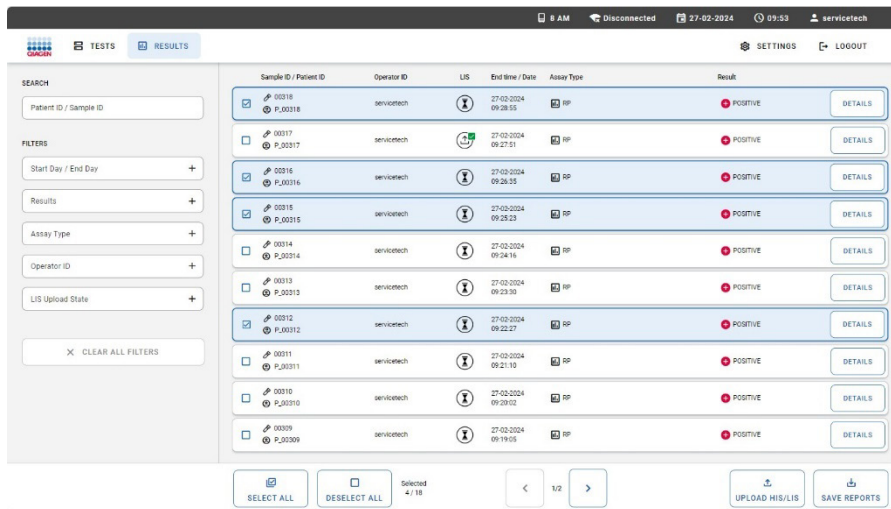 8 AM Disconnected 27-02-2024 09:53 servicetech
QIAGEN TESTS RESULTS SETTINGS LOGOUT
SEARCH
Patient ID / Sample ID
FILTERS
Start Day / End Day +
Results +
Assay Type +
Operator ID +
LIS Upload State +
CLEAR ALL FILTERS
Sample ID / Patient ID Operator ID LIS End time / Date Assay Type Result
00318 servicetech 27-02-2024 RP POSITIVE DETAILS
P_00318 09:28:55
00317 servicetech 27-02-2024 RP POSITIVE DETAILS
P_00317 09:27:51
00316 servicetech 27-02-2024 RP POSITIVE DETAILS
P_00316 09:26:35
00315 servicetech 27-02-2024 RP POSITIVE DETAILS
P_00315 09:25:23
00314 servicetech 27-02-2024 RP POSITIVE DETAILS
P_00314 09:24:16
00313 servicetech 27-02-2024 RP POSITIVE DETAILS
P_00313 09:23:30
00312 servicetech 27-02-2024 RP POSITIVE DETAILS
P_00312 09:22:27
00311 servicetech 27-02-2024 RP POSITIVE DETAILS
P_00311 09:21:10
00310 servicetech 27-02-2024 RP POSITIVE DETAILS
P_00310 09:20:02
00309 servicetech 27-02-2024 RP POSITIVE DETAILS
P_00309 09:19:05
SELECT ALL DESELECT ALL Selected
4 / 18
< 1/2 >
UPLOAD HIS/LIS SAVE REPORTS